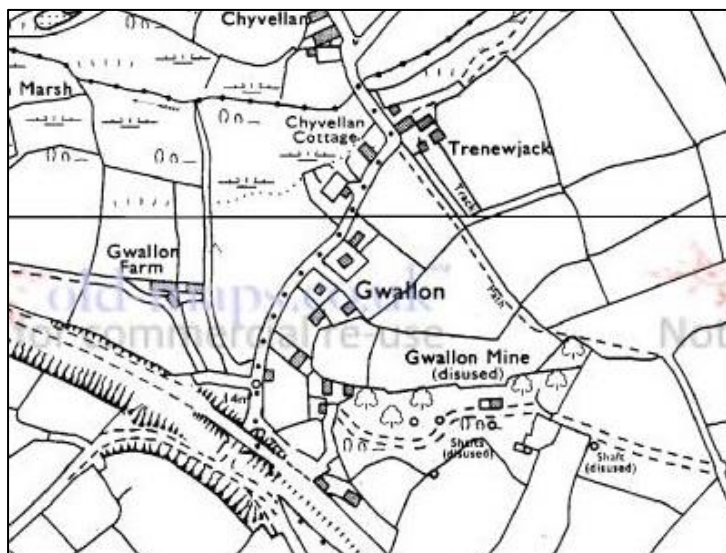 Chyvellan
Marsh
Chyvellan
Cottage
Trenewjack
Track
Gwallon
Farm
Path
old-maps.co.uk
Gwallon
for commercial re-use
Not
Gwallon Mine
(disused)
14m
Shafts
(disused)
Shaft
(disused)